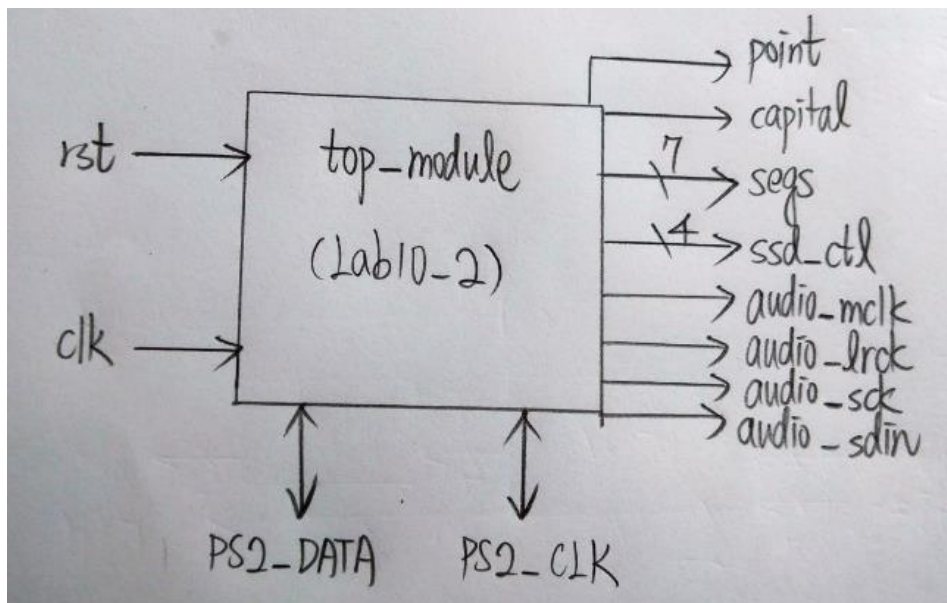 point
capital
rst
top_module
7
segs
(Lab10_2)
4
ssd_ctl
audio_mclk
clk
audio_lrck
audio_sck
audio_sdin
PS2_DATA
PS2_CLK